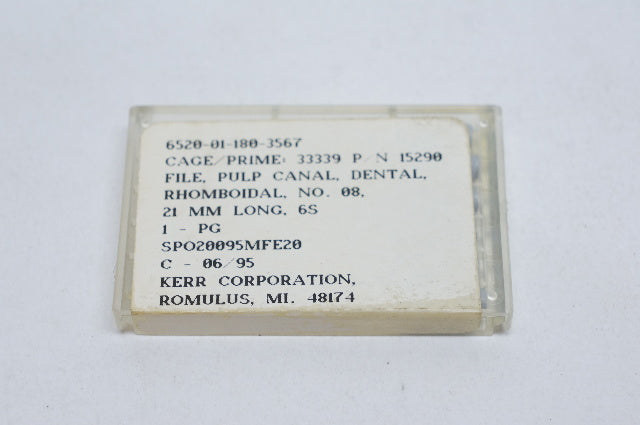 6520-01-180-3567
CAGE/PRIME: 33339 P/N 15290
FILE, PULP CANAL, DENTAL,
RHOMBOIDAL, NO. 08,
21 MM LONG, 6S
1 - PG
SPO20095MFE20
C - 06/95
KERR CORPORATION,
ROMULUS, MI. 48174